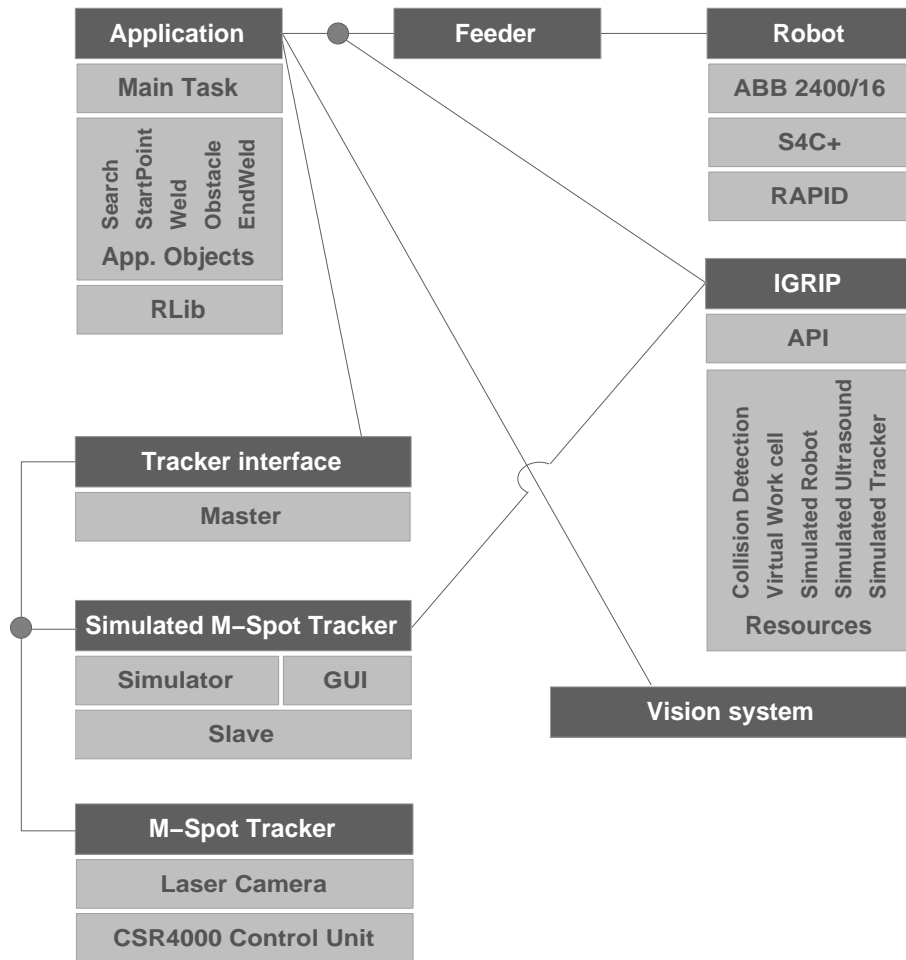 Application
Feeder
Robot
Main Task
ABB 2400/16
Search
StartPoint
Weld
Obstacle
EndWeld
App. Objects
S4C+
RAPID
RLib
IGRIP
API
Collision Detection
Virtual Work cell
Simulated Robot
Simulated Ultrasound
Simulated Tracker
Resources
Tracker interface
Master
Simulated M−Spot Tracker
Simulator
GUI
Slave
Vision system
M−Spot Tracker
Laser Camera
CSR4000 Control Unit